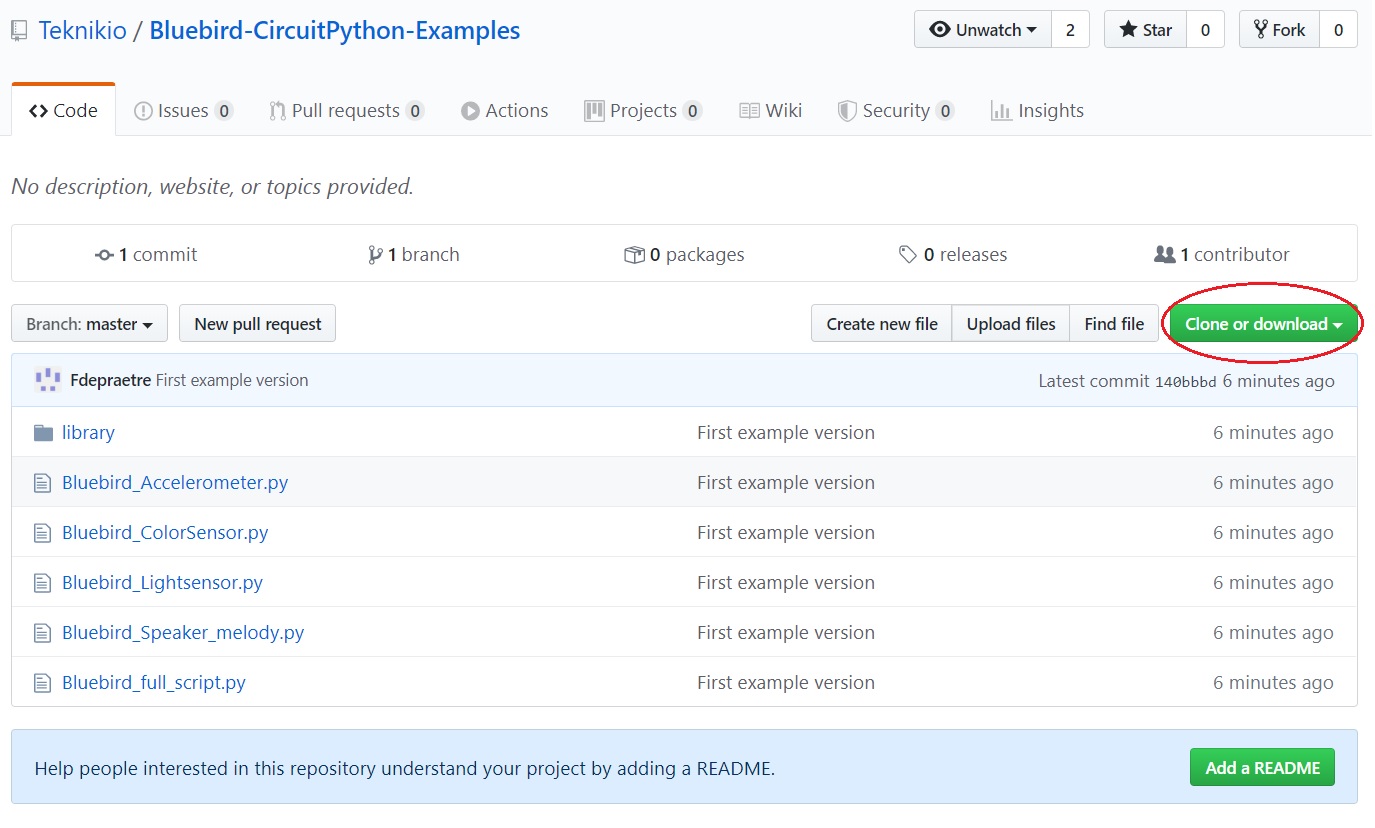 Teknikio / Bluebird-CircuitPython-Examples Unwatch 2 Star 0 Fork 0
Code Issues 0 Pull requests 0 Actions Projects 0 Wiki Security 0 Insights
No description, website, or topics provided.
1 commit 1 branch 0 packages 0 releases 1 contributor
Branch: master New pull request Create new file Upload files Find file Clone or download
Fdepraetre First example version Latest commit 140bbbd 6 minutes ago
library First example version 6 minutes ago
Bluebird_Accelerometer.py First example version 6 minutes ago
Bluebird_ColorSensor.py First example version 6 minutes ago
Bluebird_Lightsensor.py First example version 6 minutes ago
Bluebird_Speaker_melody.py First example version 6 minutes ago
Bluebird_full_script.py First example version 6 minutes ago
Help people interested in this repository understand your project by adding a README. Add a README